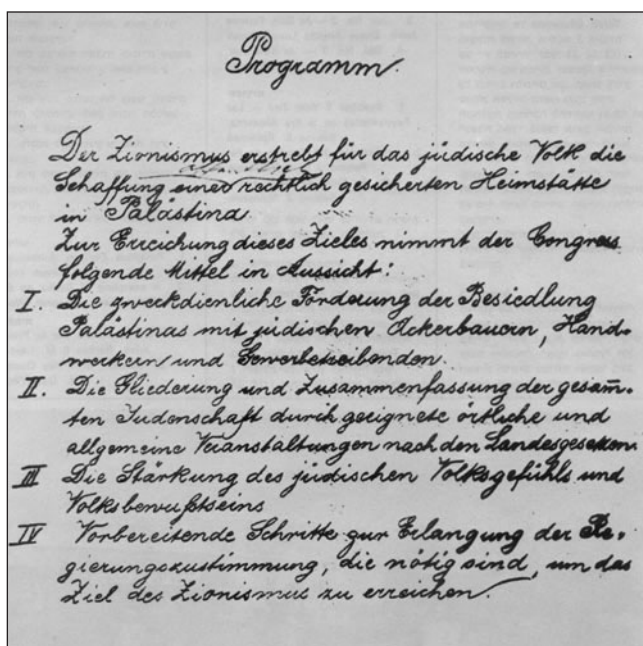 Programm.
Der Zionismus erstrebt für das jüdische Volk die
Schaffung einer rechtlich gesicherten Heimstätte
in Palästina
Zur Erreichung dieses Zieles nimmt der Congress
folgende Mittel in Aussicht:
I. Die zweckdienliche Förderung der Besiedlung
Palästinas mit jüdischen Ackerbauern, Hand-
werkern und Gewerbetreibenden.
II. Die Gliederung und Zusammenfassung der gesam̄-
ten Judenschaft durch geeignete örtliche und
allgemeine Veranstaltungen nach den Landesgesetzen.
III Die Stärkung des jüdischen Volksgefühls und
Volksbewußtseins
IV Vorbereitende Schritte zur Erlangung der Re-
gierungszustimmung, die nötig sind, um das
Ziel des Zionismus zu erreichen.